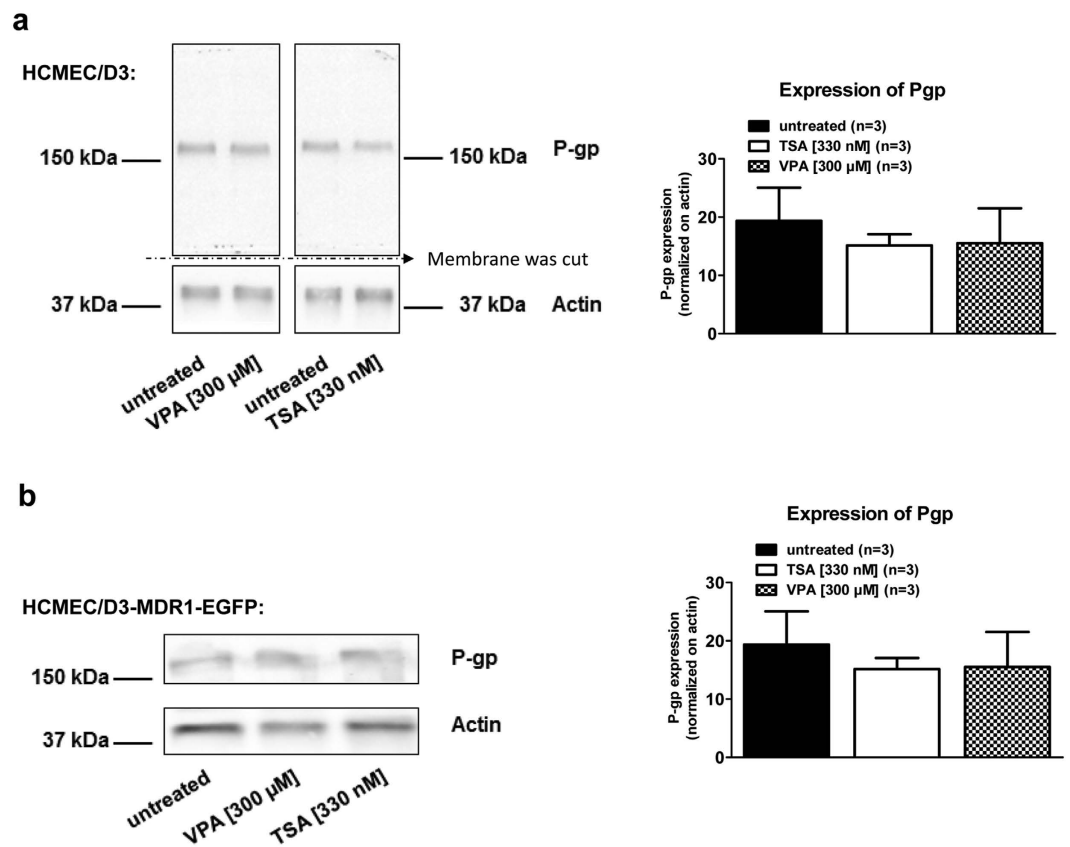 a
HCMEC/D3:
150 kDa
150 kDa
P-gp
Membrane was cut
37 kDa
37 kDa
Actin
untreated
VPA [300 µM]
untreated
TSA [330 nM]
Expression of Pgp
untreated (n=3)
TSA [330 nM] (n=3)
VPA [300 µM] (n=3)
P-gp expression
(normalized on actin)
30
20
10
0
b
HCMEC/D3-MDR1-EGFP:
150 kDa
P-gp
37 kDa
Actin
untreated
VPA [300 µM]
TSA [330 nM]
Expression of Pgp
untreated (n=3)
TSA [330 nM] (n=3)
VPA [300 µM] (n=3)
P-gp expression
(normalized on actin)
30
20
10
0